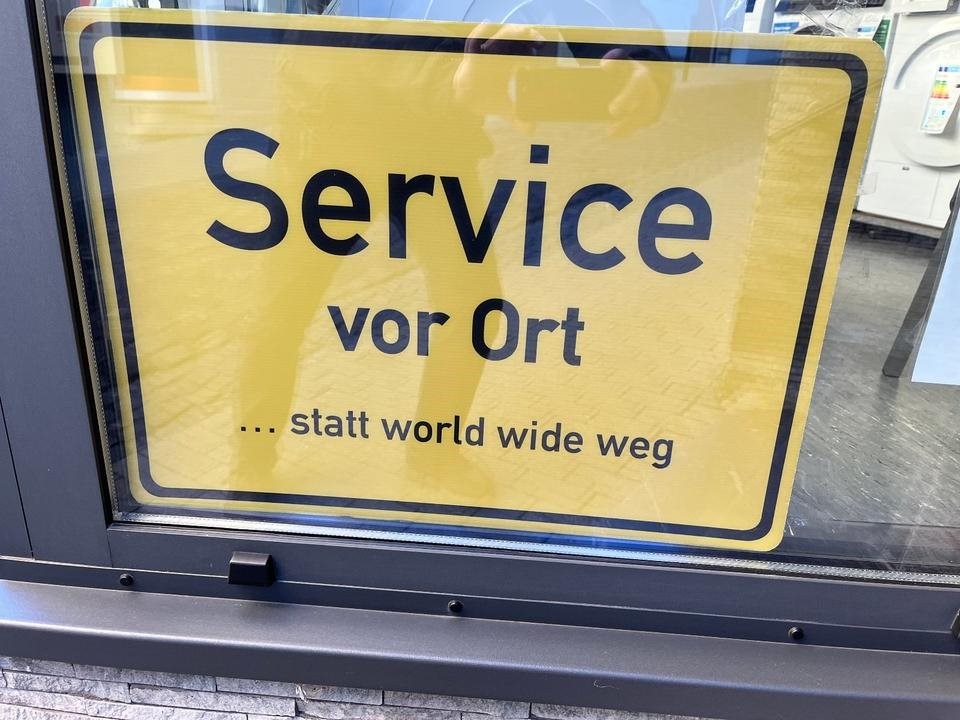 Service
vor Ort
... statt world wide weg